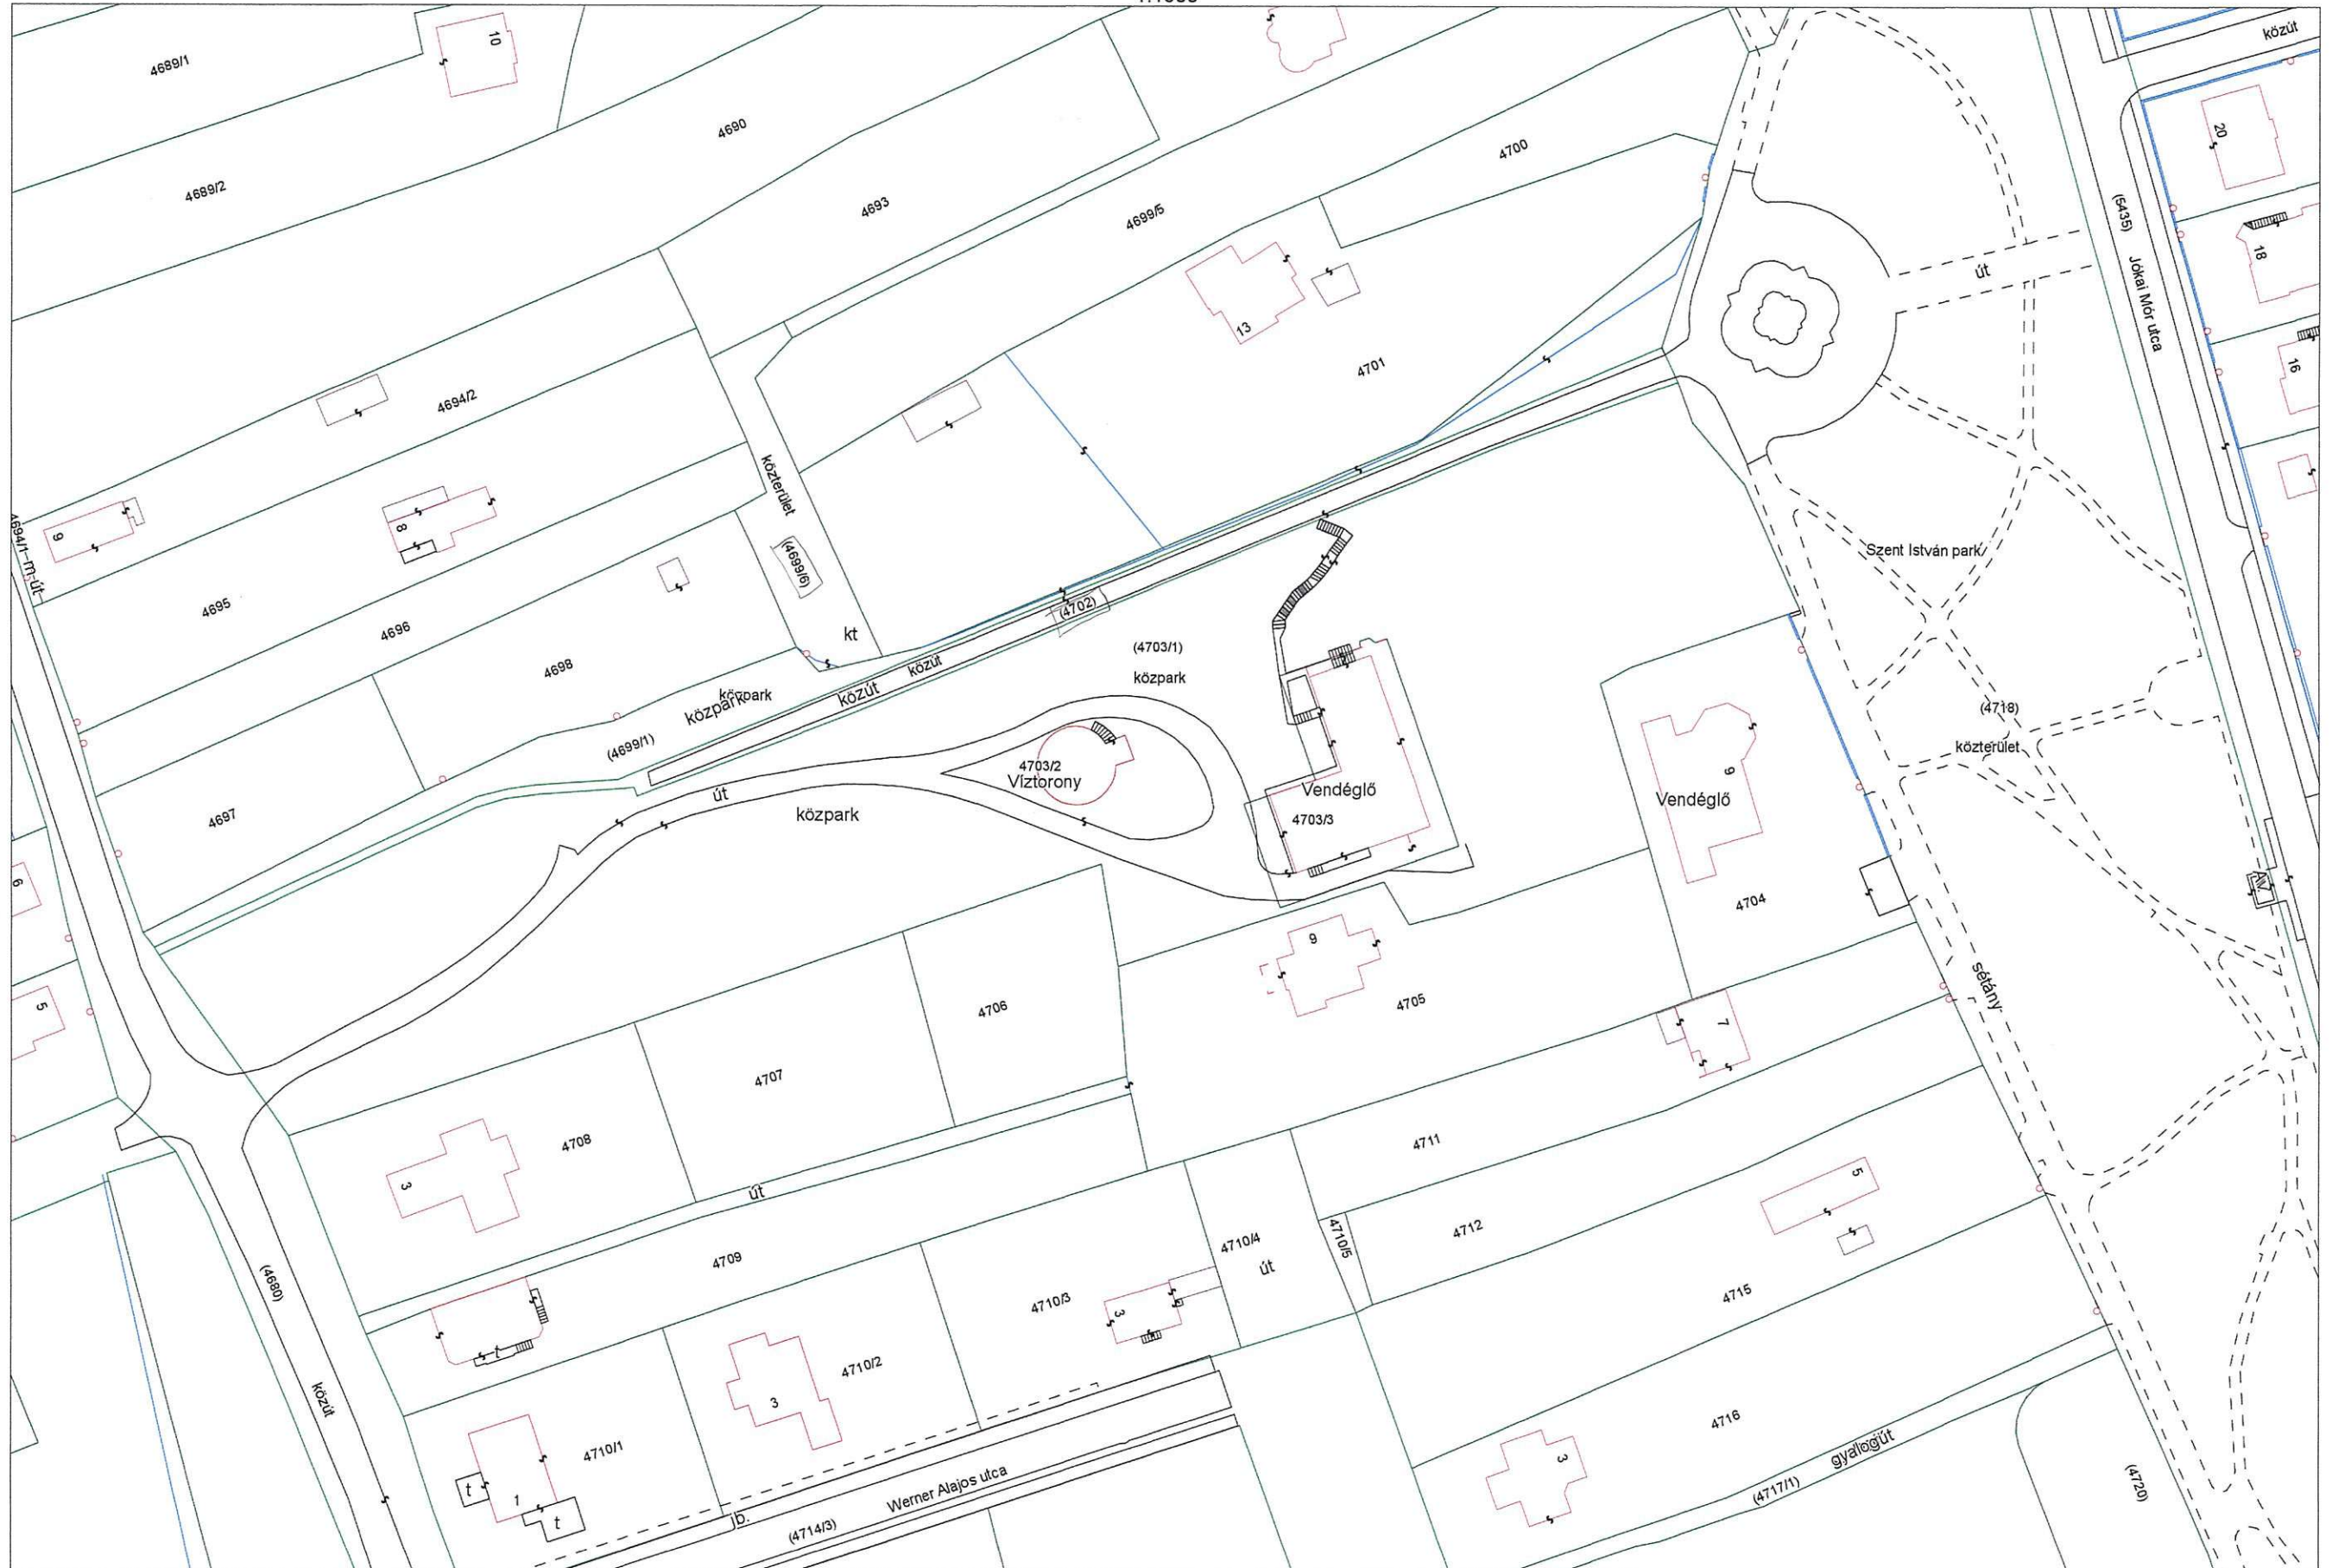 4689/1
10
közút
4690
20
4700
4689/2
4693
4699/5
(5435)
18
út
Jókai Mór utca
13
4701
16
4694/2
közterület
9
8
4694/1 m.út
Szent István park
(4699/6)
4695
(4702)
4696
kt
(4703/1)
4698
közút
közpark
közpark
közút
közpark
(4718)
(4699/1)
közterület
4703/2
Víztorony
9
út
Vendéglő
Vendéglő
közpark
4703/3
4697
6
4704
9
sétány
5
4706
4705
7
4707
4708
4711
3
5
út
4710/4
4710/5
4712
4709
út
(4680)
4710/3
4715
3
t
4710/2
közút
3
4716
4710/1
gyalogút
3
t
Werner Alajos utca
1
(4717/1)
(4720)
jb.
t
(4714/3)